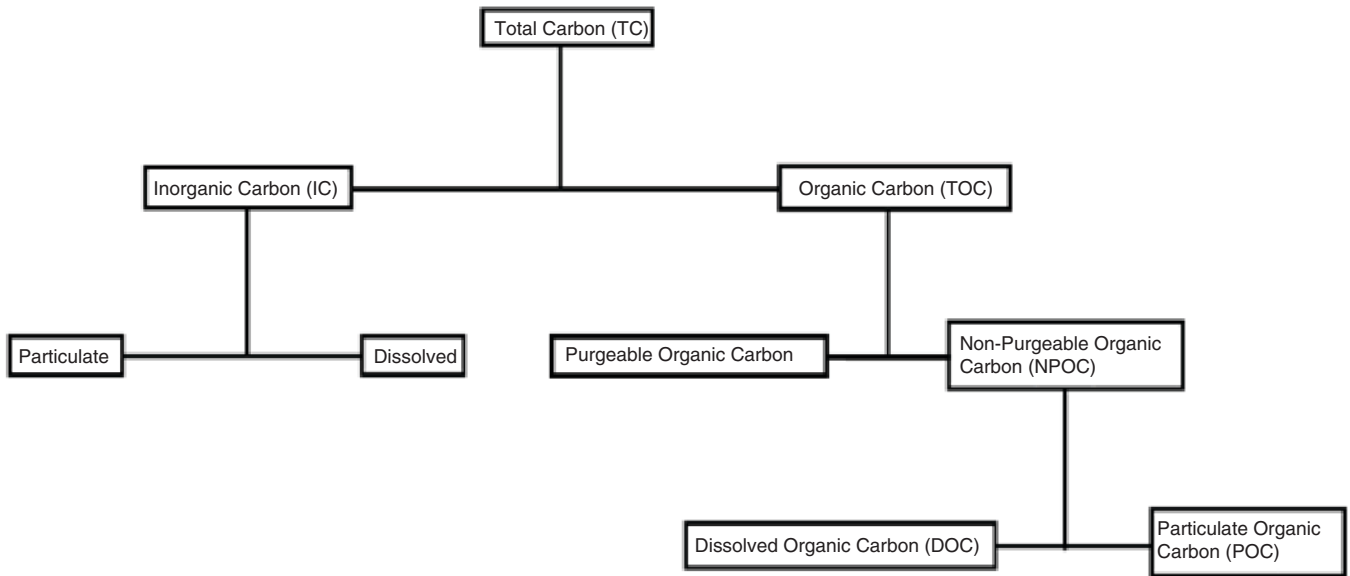 Total Carbon (TC)
Inorganic Carbon (IC)
Organic Carbon (TOC)
Particulate
Dissolved
Purgeable Organic Carbon
Non-Purgeable Organic
Carbon (NPOC)
Dissolved Organic Carbon (DOC)
Particulate Organic
Carbon (POC)